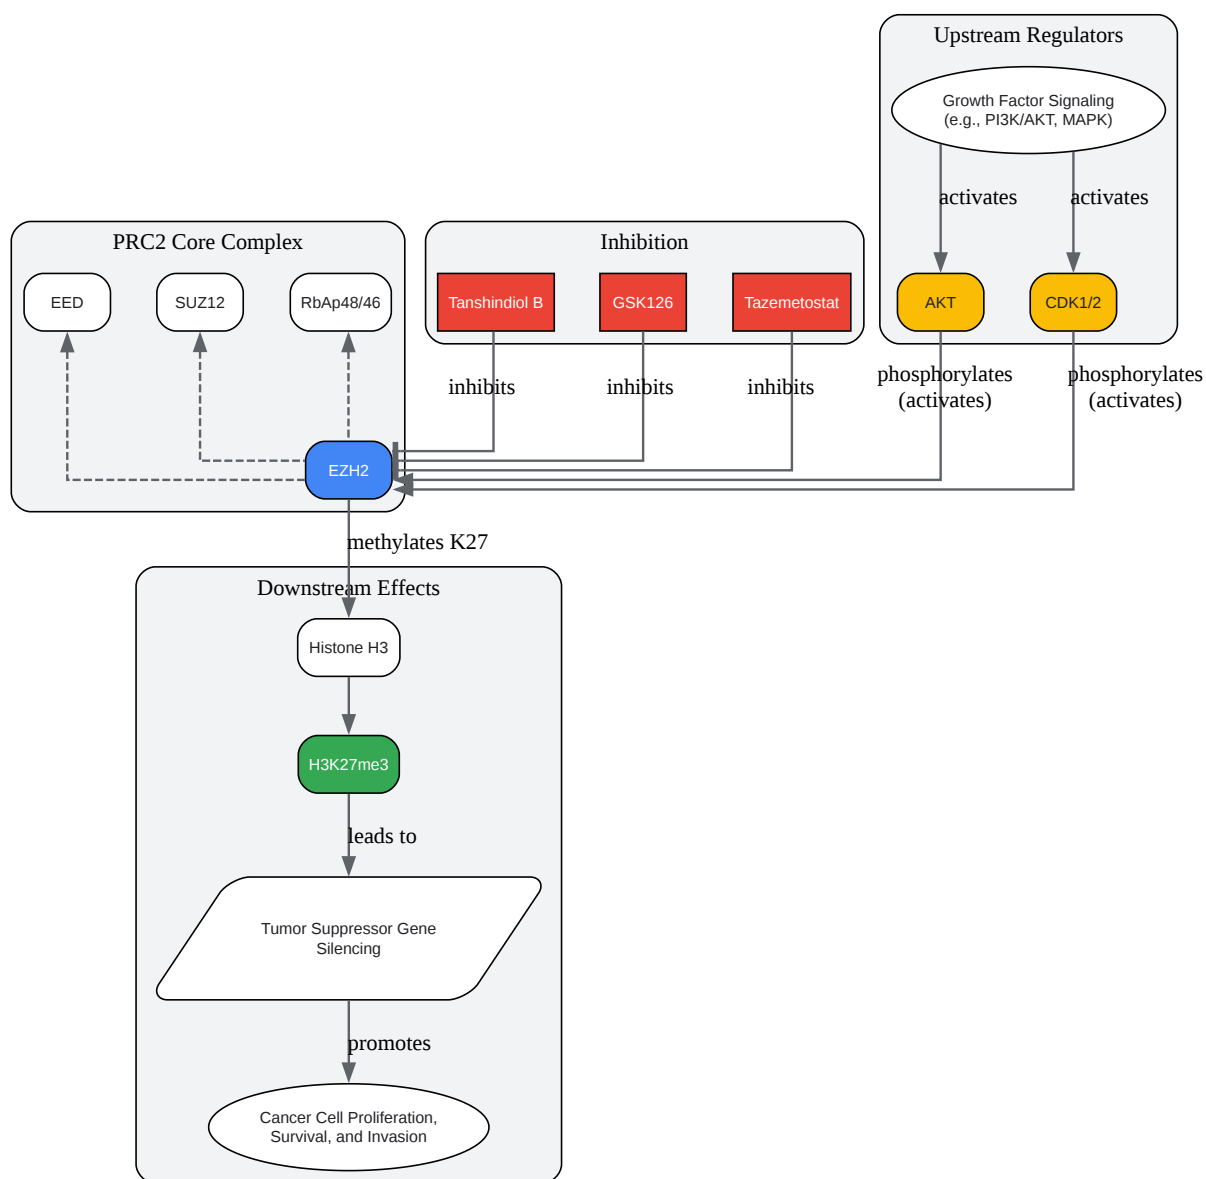 Upstream Regulators
Growth Factor Signaling
(e.g., PI3K/AKT, MAPK)
activates
activates
PRC2 Core Complex
Inhibition
EED
SUZ12
RbAp48/46
Tanshindiol B
GSK126
Tazemetostat
AKT
CDK1/2
inhibits
inhibits
inhibits
phosphorylates
(activates)
phosphorylates
(activates)
EZH2
methylates K27
Downstream Effects
Histone H3
H3K27me3
leads to
Tumor Suppressor Gene
Silencing
promotes
Cancer Cell Proliferation,
Survival, and Invasion